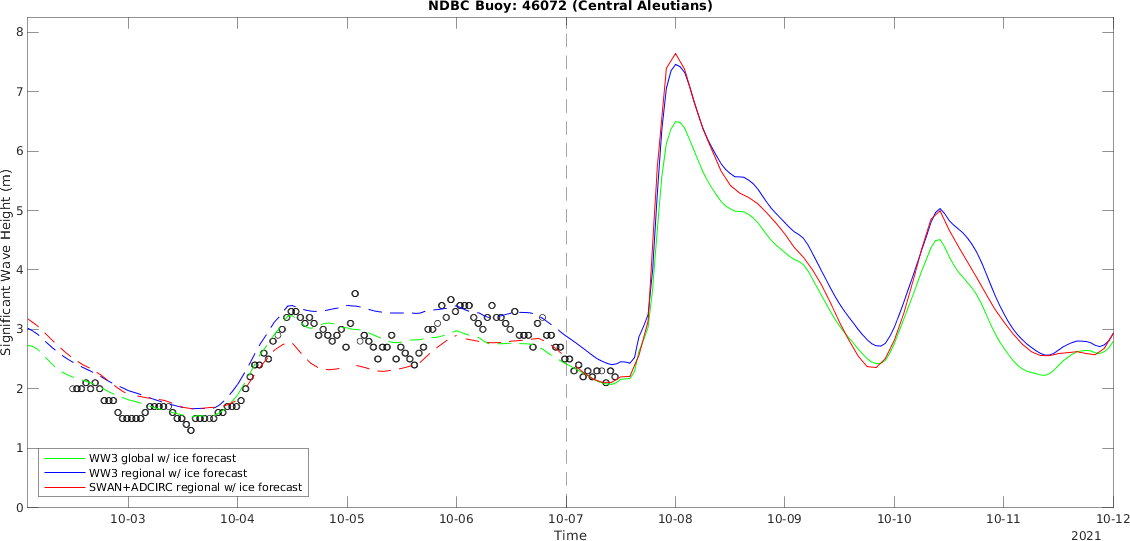 NDBC Buoy: 46072 (Central Aleutians)
8
7
6
5
4
3
2
1
0
Significant Wave Height (m)
WW3 global w/ ice forecast
WW3 regional w/ ice forecast
SWAN+ADCIRC regional w/ ice forecast
10-03 10-04 10-05 10-06 10-07 10-08 10-09 10-10 10-11 10-12
Time
2021